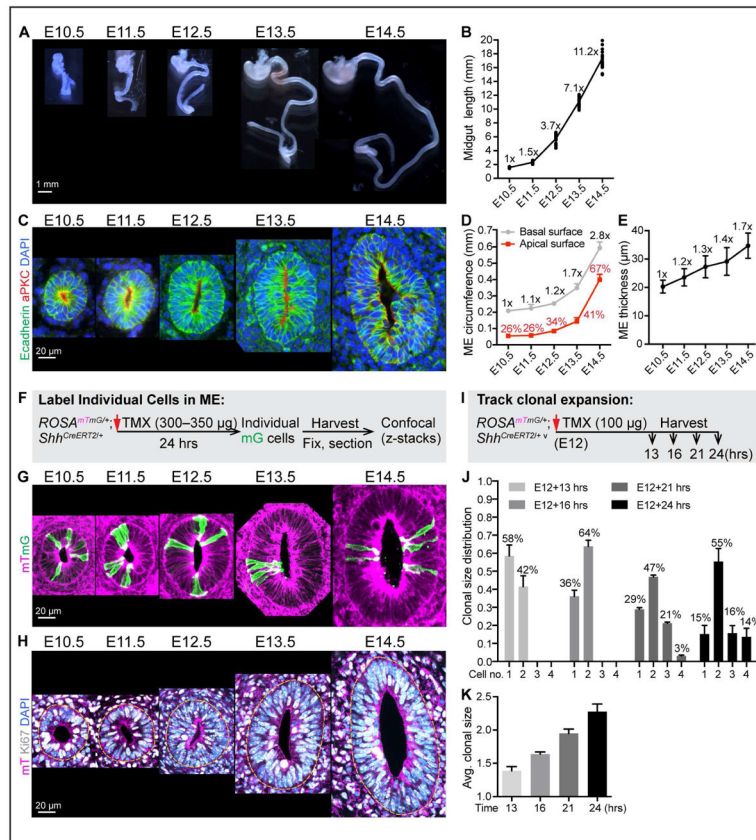 A
E10.5 E11.5 E12.5 E13.5 E14.5
1 mm
B
Midgut length (mm)
20
18
16
14
12
10
8
6
4
2
0
1x 1.5x 3.7x 7.1x 11.2x
E10.5 E11.5 E12.5 E13.5 E14.5
C
Ecadherin aPKC DAPI
E10.5 E11.5 E12.5 E13.5 E14.5
20 µm
D
ME circumference (mm)
0.7
0.6
0.4
0.2
0.0
Basal surface
Apical surface
1x 1.1x 1.2x 1.7x 2.8x
26% 26% 34% 41% 67%
E10.5 E11.5 E12.5 E13.5 E14.5
E
ME thickness (µm)
50
40
30
20
10
0
1x 1.2x 1.3x 1.4x 1.7x
E10.5 E11.5 E12.5 E13.5 E14.5
F Label Individual Cells in ME:
ROSAmTmG/+;
ShhCreERT2/+
TMX (300–350 µg)
24 hrs
Individual
mG cells
Harvest
Fix, section
Confocal
(z-stacks)
G
mTmG
E10.5 E11.5 E12.5 E13.5 E14.5
20 µm
H
mT Ki67 DAPI
E10.5 E11.5 E12.5 E13.5 E14.5
20 µm
I Track clonal expansion:
ROSAmTmG/+;
ShhCreERT2/+ v
TMX (100 µg)
(E12)
Harvest
13 16 21 24(hrs)
J
E12+13 hrs E12+21 hrs
E12+16 hrs E12+24 hrs
Clonal size distribution
1.0
0.9
0.8
0.7
0.6
0.5
0.4
0.3
0.2
0.1
0
58% 42% 36% 64% 29% 47% 21% 3% 15% 55% 16% 14%
Cell no. 1 2 3 4 1 2 3 4 1 2 3 4 1 2 3 4
K
Avg. clonal size
2.5
2.0
1.5
1.0
Time 13 16 21 24 (hrs)